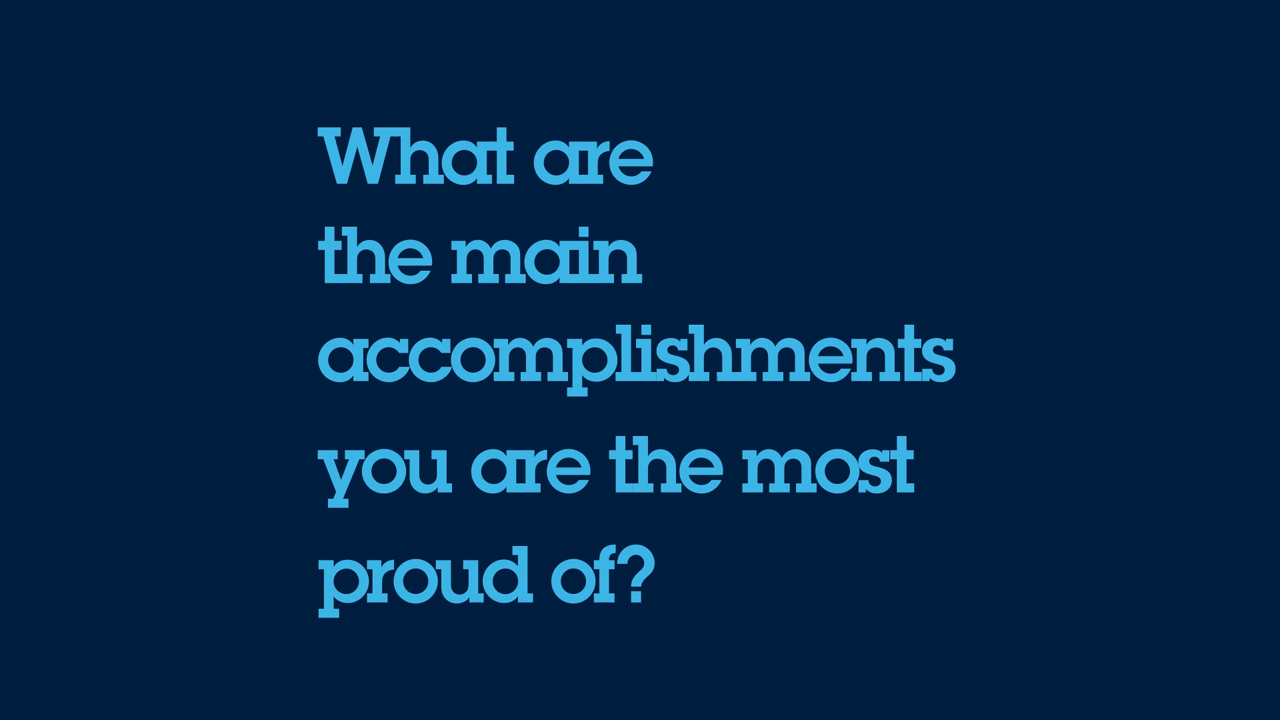 What are
the main
accomplishments
you are the most
proud of?